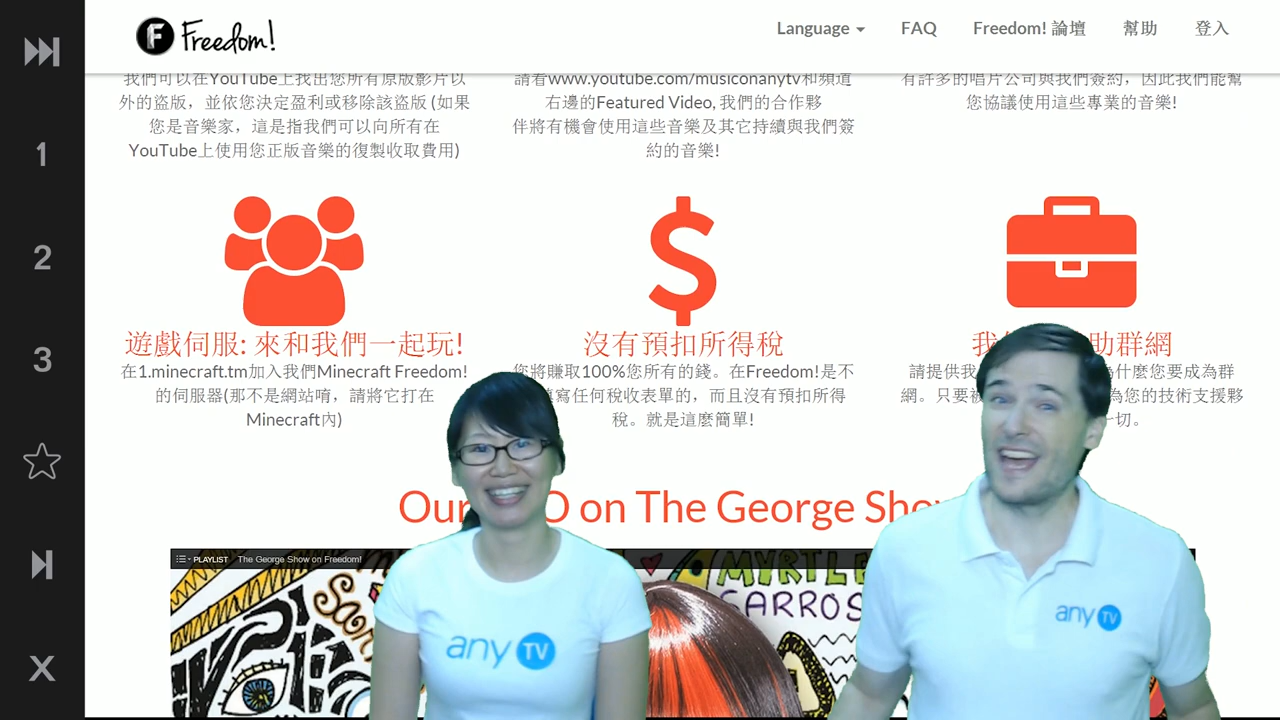 Freedom!
Language
FAQ
Freedom! 論壇
幫助
登入
我們可以在YouTube上找出您所有原版影片以
外的盜版，並依您決定盈利或移除該盜版 (如果
您是音樂家，這是指我們可以向所有在
YouTube上使用您正版音樂的復製收取費用)
請看www.youtube.com/musiconanytv和頻道
右邊的Featured Video, 我們的合作夥
伴將有機會使用這些音樂及其它持續與我們簽
約的音樂!
有許多的唱片公司與我們簽約，因此我們能幫
您協議使用這些專業的音樂!
遊戲伺服: 來和我們一起玩!
在1.minecraft.tm加入我們Minecraft Freedom!
的伺服器(那不是網站唷，請將它打在
Minecraft內)
沒有預扣所得稅
您將賺取100%您所有的錢。在Freedom!是不
填寫任何稅收表單的，而且沒有預扣所得
稅。就是這麼簡單!
我 助群網
請提供我 為什麼您要成為群
網。只要 為您的技術支援夥
一切。
Our O on The George Show
PLAYLIST The George Show on Freedom!
MYRTLE
SARROS
any TV
any TV
1
2
3
X